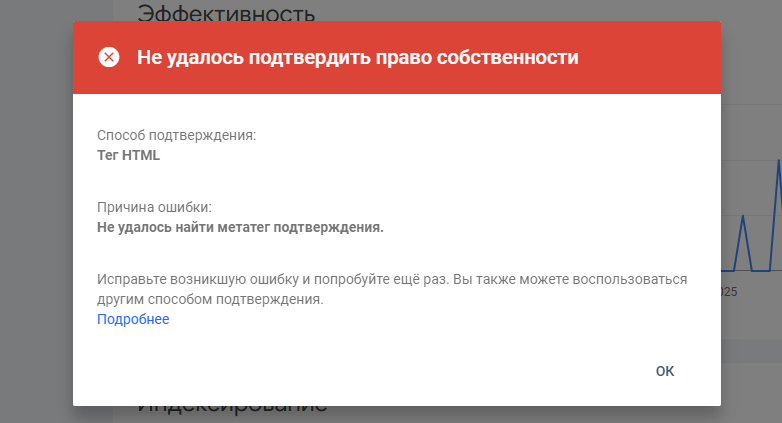 Эффективность
Не удалось подтвердить право собственности
Способ подтверждения:
Тег HTML
Причина ошибки:
Не удалось найти метатег подтверждения.
Исправьте возникшую ошибку и попробуйте ещё раз. Вы также можете воспользоваться
другим способом подтверждения.
Подробнее
025
ОК
Индексирование